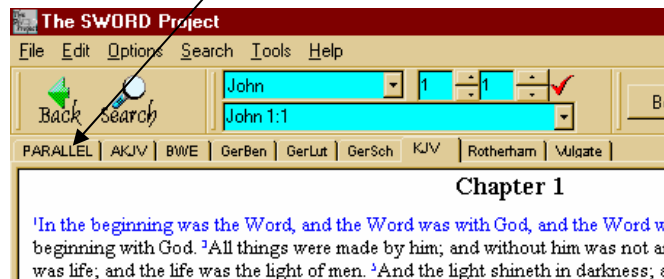 The SWORD Project
File Edit Options Search Tools Help
Back Search John 1 1
John 1:1
PARALLEL AKJV BWE GerBen GerLut GerSch KJV Rotherham Vulgate
Chapter 1
¹In the beginning was the Word, and the Word was with God, and the Word
beginning with God. ³All things were made by him; and without him was not
was life; and the life was the light of men. ⁵And the light shineth in darkness;